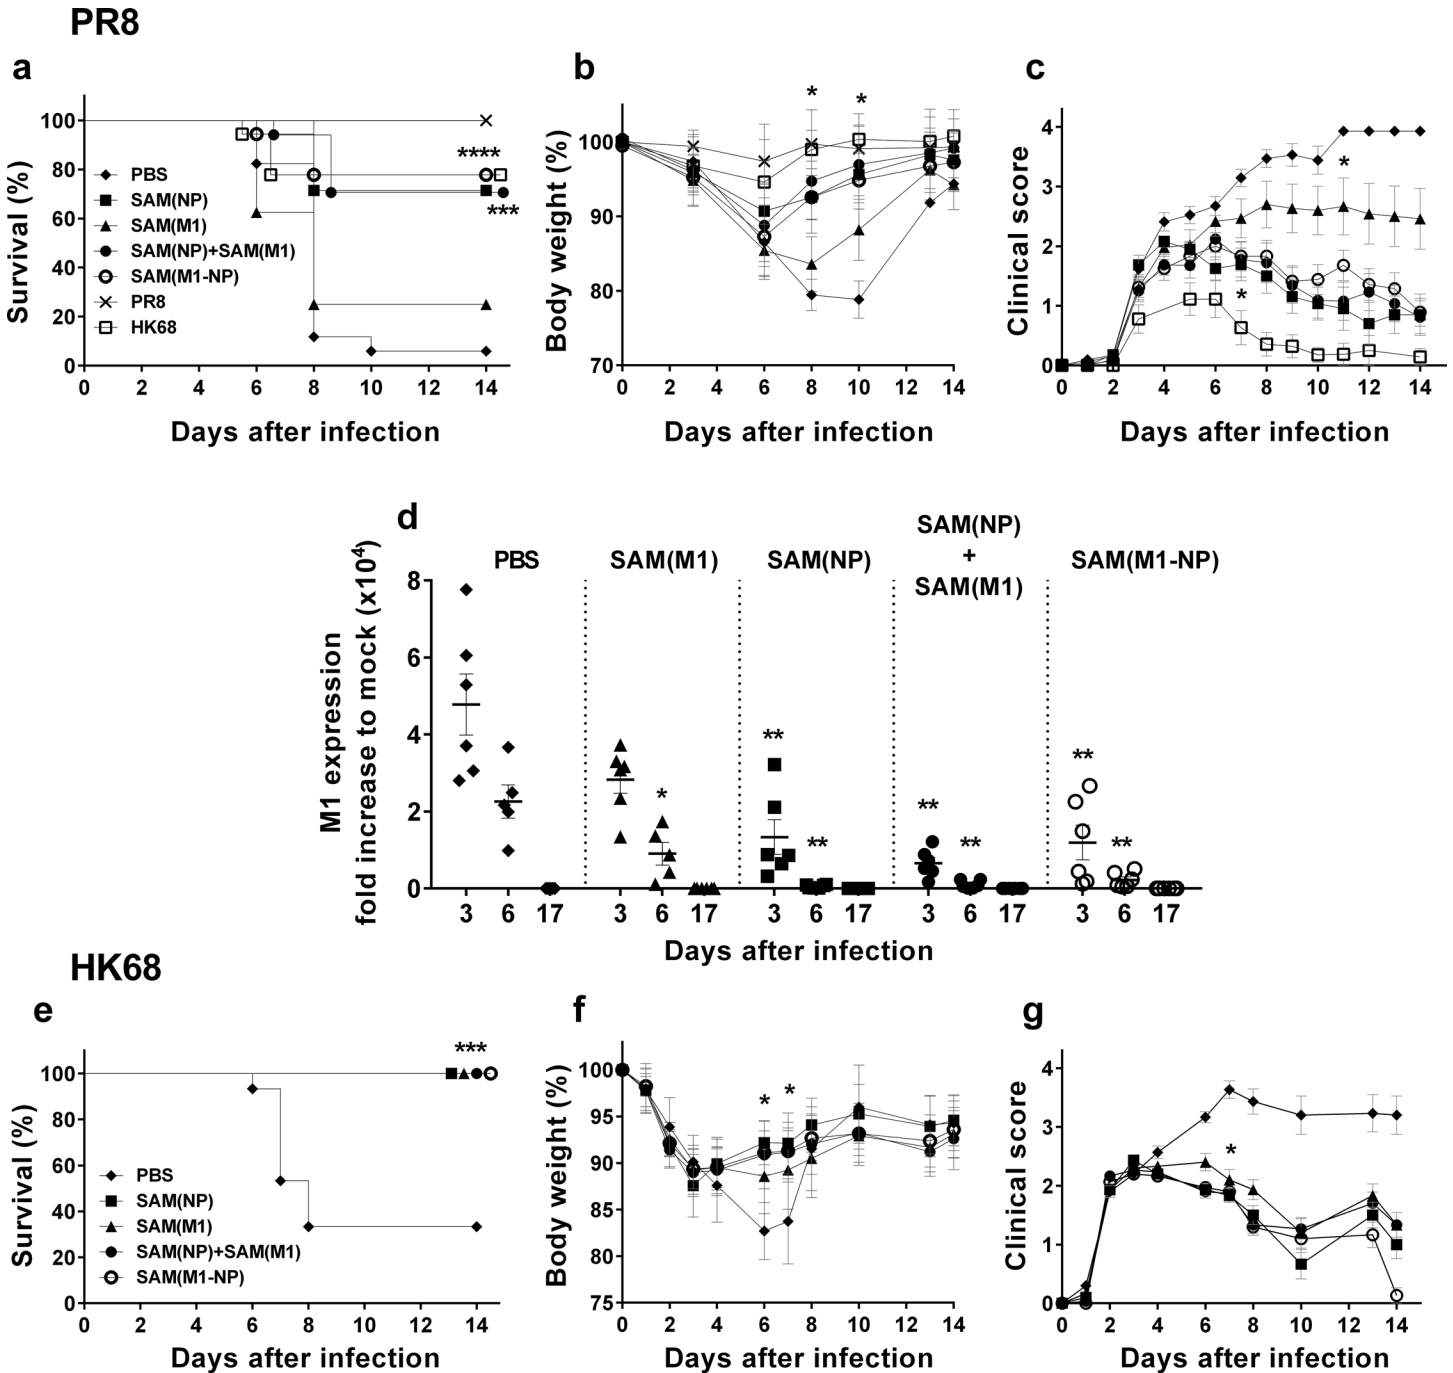 PR8
a
Survival (%)
100
80
60
40
20
0
PBS
SAM(NP)
SAM(M1)
SAM(NP)+SAM(M1)
SAM(M1-NP)
PR8
HK68
****
***
0 2 4 6 8 10 12 14
Days after infection
b
Body weight (%)
100
90
80
70
* *
0 2 4 6 8 10 12 14
Days after infection
c
Clinical score
4
3
2
1
0
*
*
0 2 4 6 8 10 12 14
Days after infection
d
M1 expression
fold increase to mock (x10⁴)
8
6
4
2
0
PBS
SAM(M1)
SAM(NP)
SAM(NP)
+
SAM(M1)
SAM(M1-NP)
*
**
**
**
**
**
**
3 6 17 3 6 17 3 6 17 3 6 17 3 6 17
Days after infection
HK68
e
Survival (%)
100
80
60
40
20
0
***
PBS
SAM(NP)
SAM(M1)
SAM(NP)+SAM(M1)
SAM(M1-NP)
0 2 4 6 8 10 12 14
Days after infection
f
Body weight (%)
100
95
90
85
80
75
* *
0 2 4 6 8 10 12 14
Days after infection
g
Clinical score
4
3
2
1
0
*
0 2 4 6 8 10 12 14
Days after infection